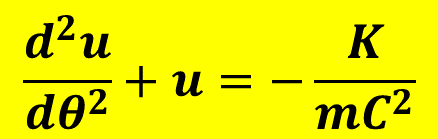 d²u/dθ² + u = − K/mC²